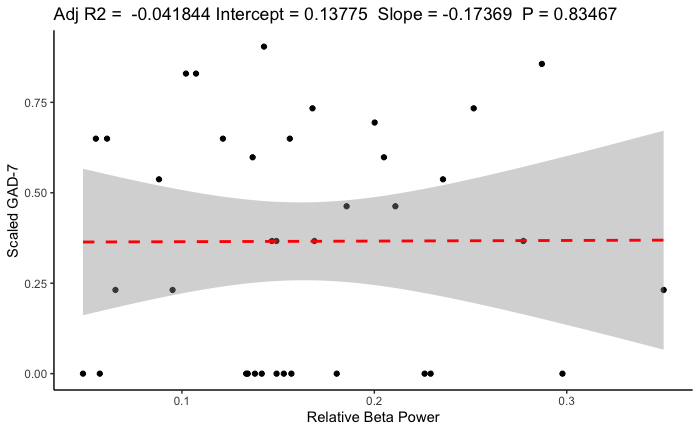 Adj R2 =  -0.041844 Intercept = 0.13775  Slope = -0.17369  P = 0.83467
Scaled GAD-7
0.75
0.50
0.25
0.00
0.1 0.2 0.3
Relative Beta Power